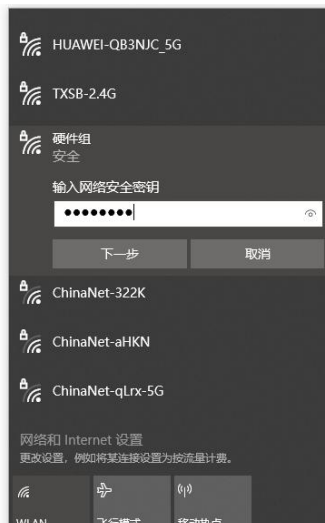 HUAWEI-QB3NJC_5G
TXSB-2.4G
硬件组
安全
输入网络安全密钥
●●●●●●●●
下一步
取消
ChinaNet-322K
ChinaNet-aHKN
ChinaNet-qLrx-5G
网络和 Internet 设置
更改设置，例如将某连接设置为按流量计费。
WLAN
飞行模式
移动热点